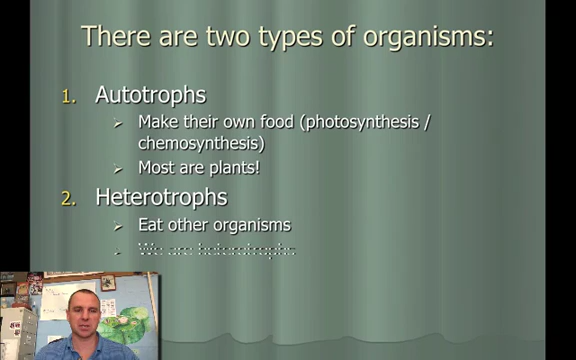 There are two types of organisms:
1. Autotrophs
➢ Make their own food (photosynthesis /
chemosynthesis)
➢ Most are plants!
2. Heterotrophs
➢ Eat other organisms
➢ We are heterotrophs